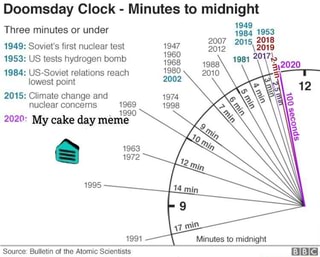 Doomsday Clock - Minutes to midnight
Three minutes or under
1949: Soviet's first nuclear test
1953: US tests hydrogen bomb
1984: US-Soviet relations reach
lowest point
2015: Climate change and
nuclear concerns
2020: My cake day meme
1947
1960
1968
1980
2002
1974
1998
1969
1990
1963
1972
1995
1991
2007
2012
1988
2010
1949
1984
2015
1981
1953
2018
2019
2017
2020
2 min
2.5 min
100 seconds
3 min
4 min
5 min
6 min
7 min
9 min
10 min
12 min
14 min
17 min
12
9
Minutes to midnight
Source: Bulletin of the Atomic Scientists
BBC